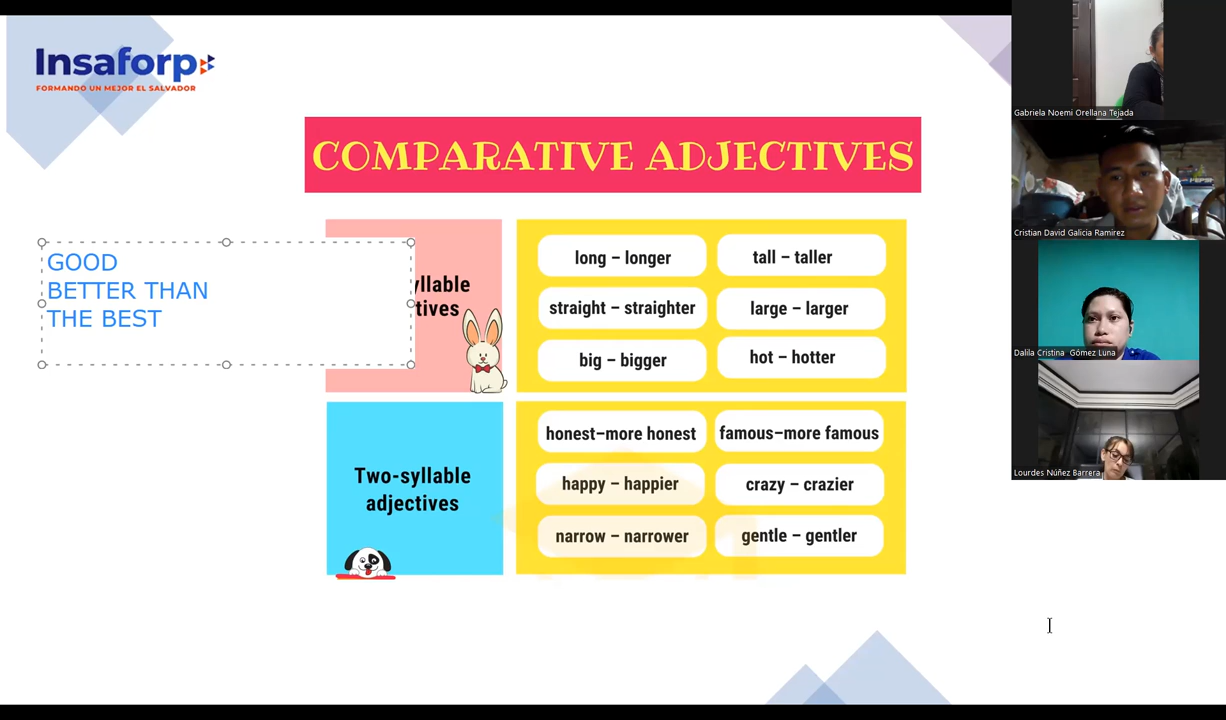 Insaforp
FORMANDO UN MEJOR EL SALVADOR
COMPARATIVE ADJECTIVES
GOOD
BETTER THAN
THE BEST
yllable
tives
long – longer
tall – taller
straight – straighter
large – larger
big – bigger
hot – hotter
Two-syllable
adjectives
honest–more honest
famous–more famous
happy – happier
crazy – crazier
narrow – narrower
gentle – gentler
Gabriela Noemi Orellana Tejada
Cristian David Galicia Ramirez
Dalila Cristina Gómez Luna
Lourdes Núñez Barrera